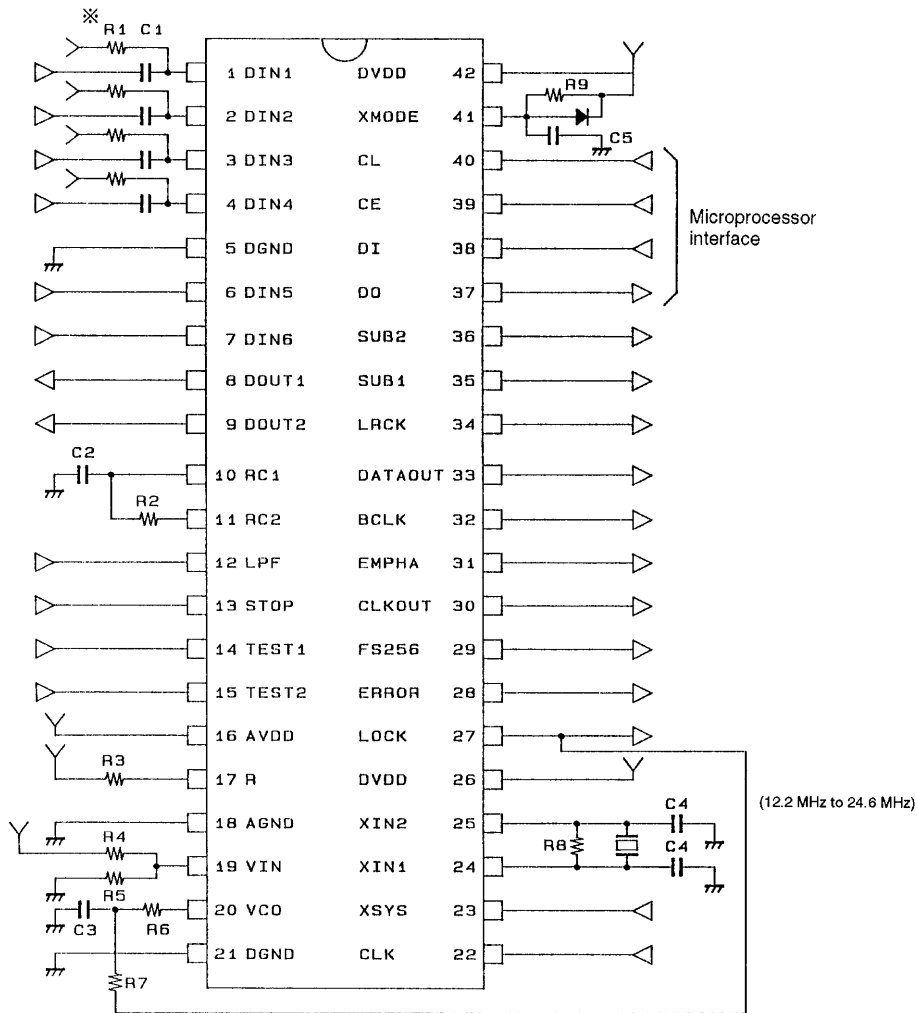 ※ R1 C1
1 DIN1 DVDD 42
R9
2 DIN2 XMODE 41
C5
3 DIN3 CL 40
4 DIN4 CE 39
Microprocessor
interface
5 DGND DI 38
6 DIN5 DO 37
7 DIN6 SUB2 36
8 DOUT1 SUB1 35
9 DOUT2 LRCK 34
C2
10 RC1 DATAOUT 33
R2
11 RC2 BCLK 32
12 LPF EMPHA 31
13 STOP CLKOUT 30
14 TEST1 FS256 29
15 TEST2 ERROR 28
16 AVDD LOCK 27
R3
17 R DVDD 26
(12.2 MHz to 24.6 MHz)
18 AGND XIN2 25
C4
R4
R8
C4
19 VIN XIN1 24
R5
20 VCO XSYS 23
C3 R6
21 DGND CLK 22
R7